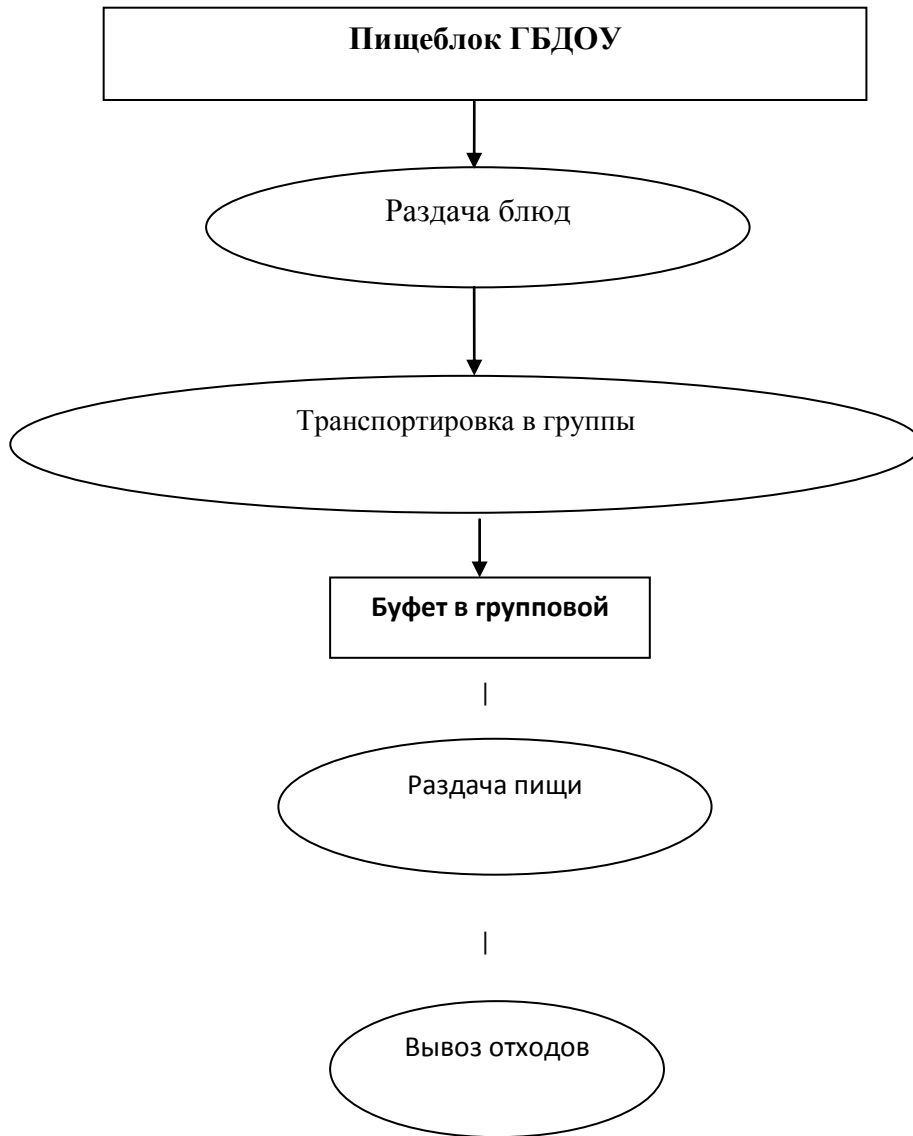 Пищеблок ГБДОУ
Раздача блюд
Транспортировка в группы
Буфет в групповой
Раздача пищи
Вывоз отходов